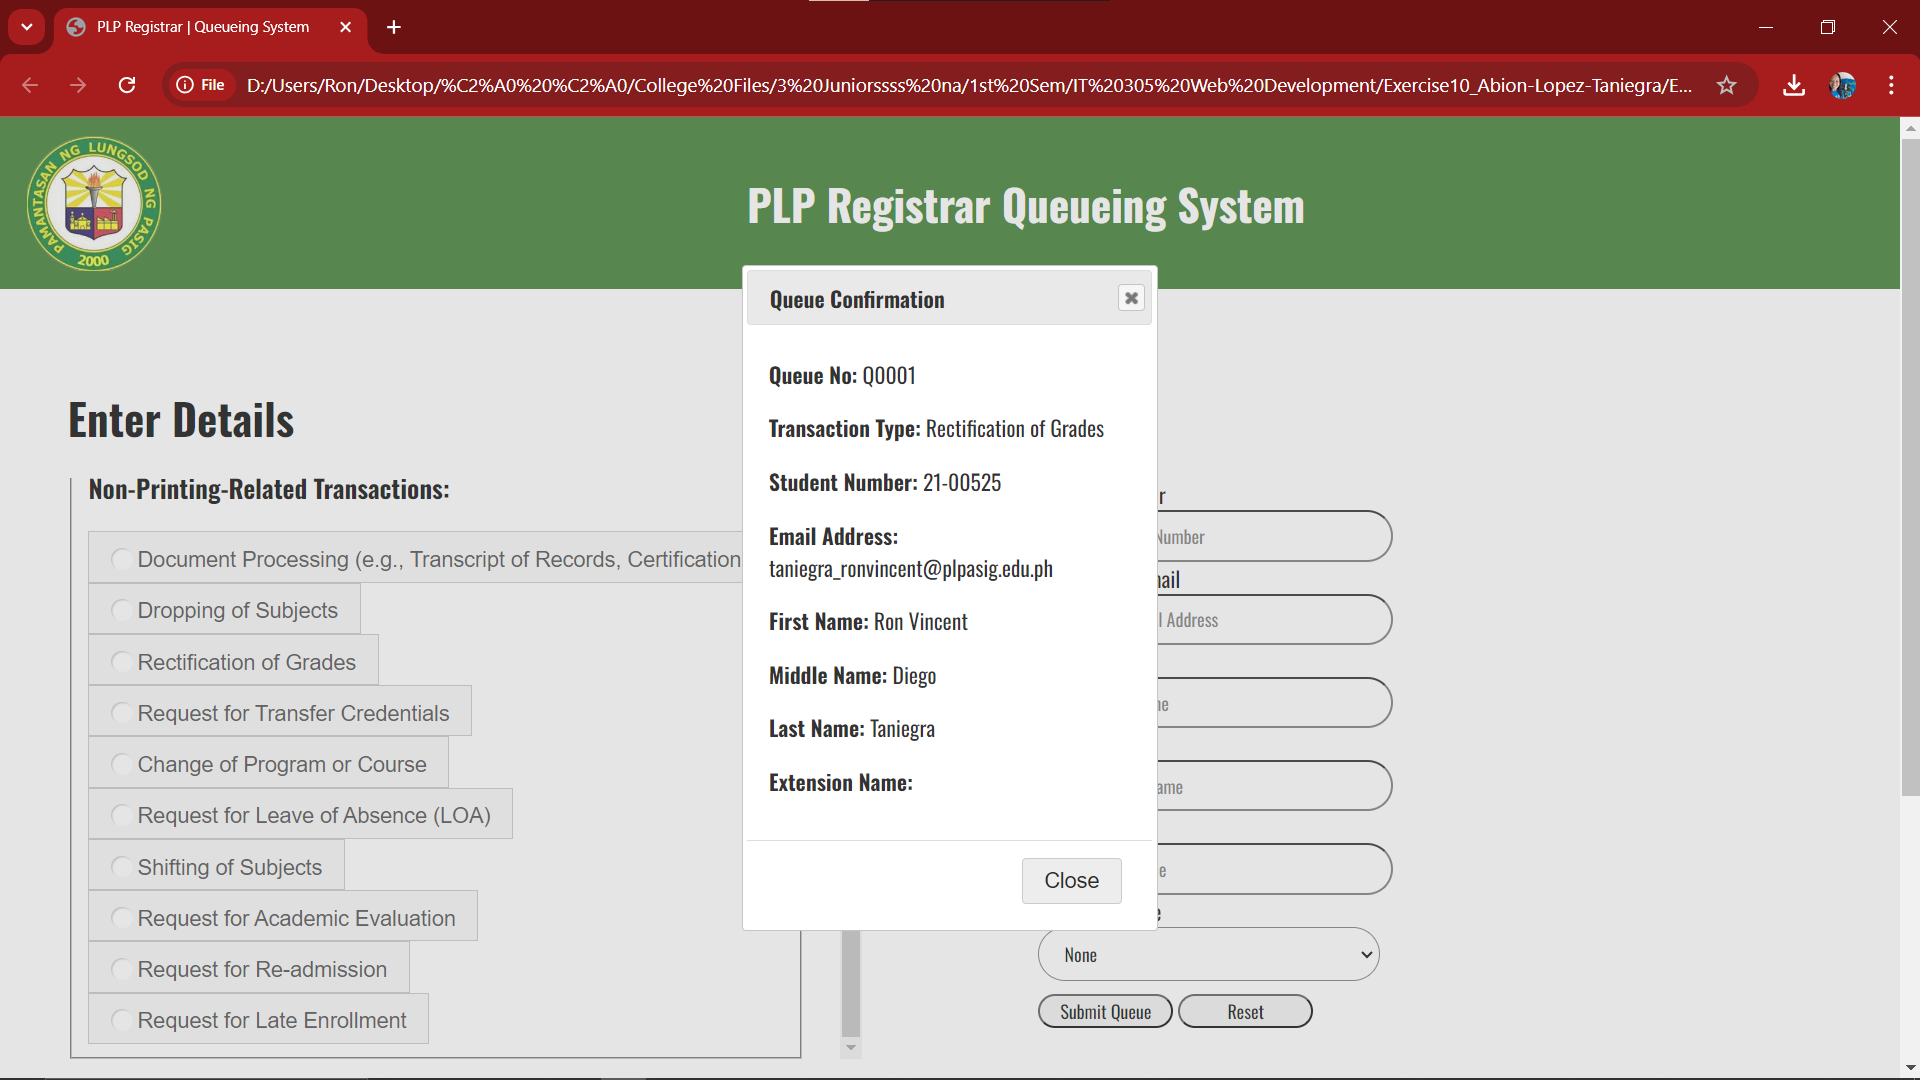 PLP Registrar | Queueing System
File
D:/Users/Ron/Desktop/%C2%A0%20%C2%A0/College%20Files/3%20Juniorssss%20na/1st%20Sem/IT%20305%20Web%20Development/Exercise10_Abion-Lopez-Taniegra/E...
PAMANTASAN NG LUNGSOD NG PASIG
2000
PLP Registrar Queueing System
Queue Confirmation
Queue No: Q0001
Transaction Type: Rectification of Grades
Student Number: 21-00525
Email Address:
taniegra_ronvincent@plpasig.edu.ph
First Name: Ron Vincent
Middle Name: Diego
Last Name: Taniegra
Extension Name:
Close
Enter Details
Non-Printing-Related Transactions:
Document Processing (e.g., Transcript of Records, Certification
Dropping of Subjects
Rectification of Grades
Request for Transfer Credentials
Change of Program or Course
Request for Leave of Absence (LOA)
Shifting of Subjects
Request for Academic Evaluation
Request for Re-admission
Request for Late Enrollment
Number
Address
None
Submit Queue
Reset